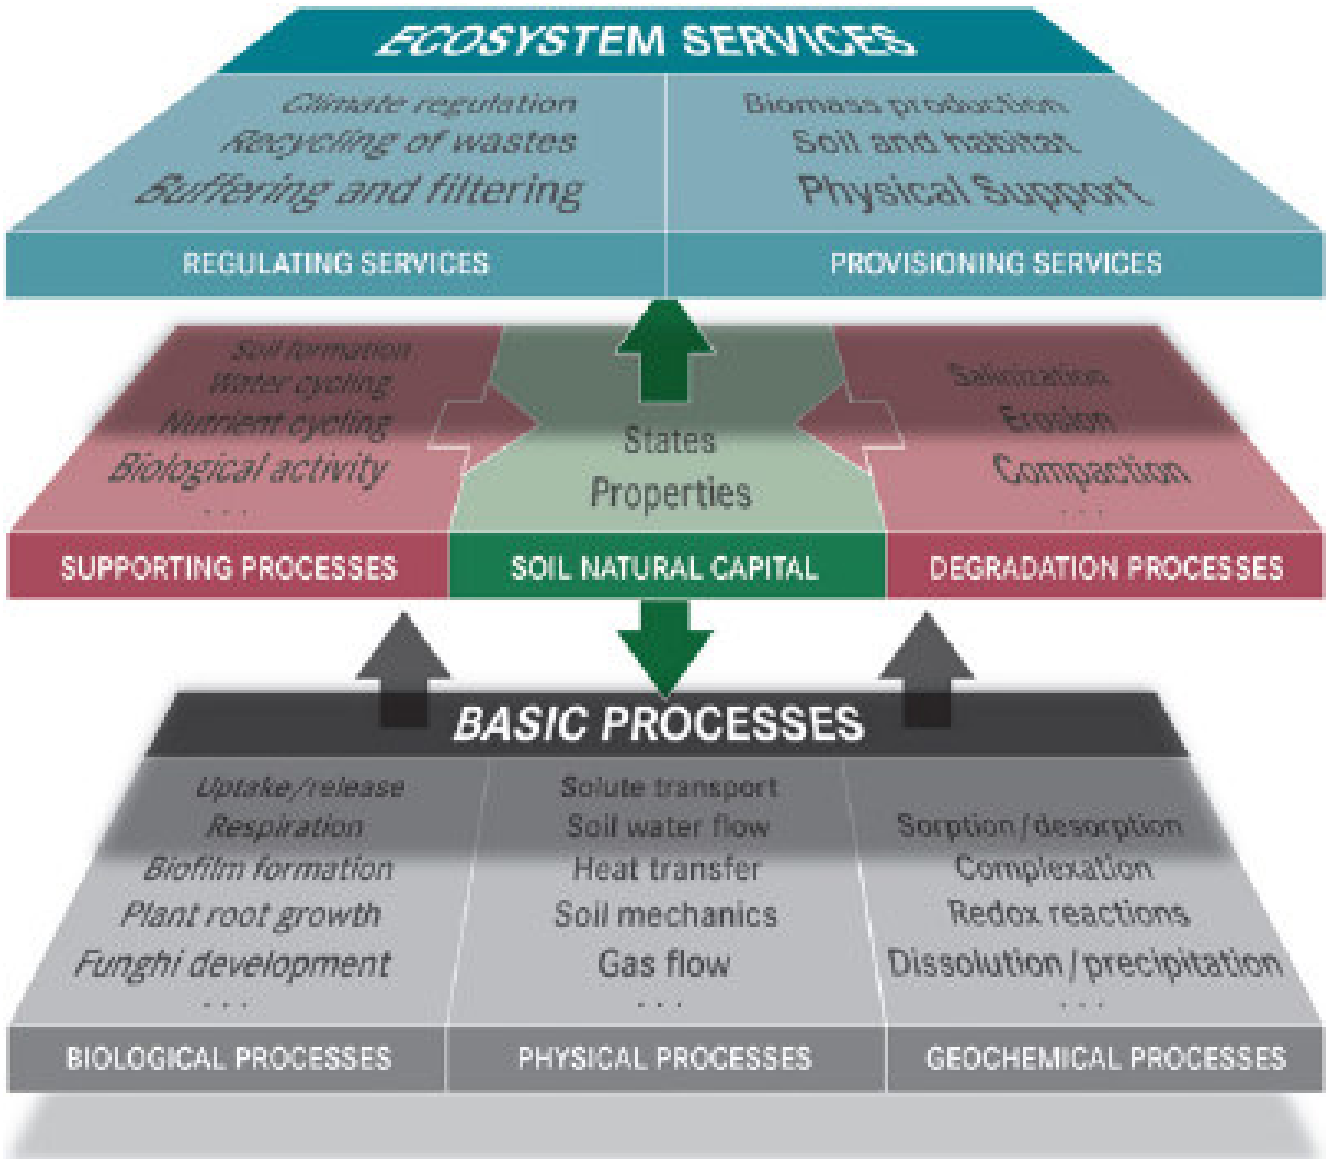 ECOSYSTEM SERVICES
Climate regulation
Recycling of wastes
Buffering and filtering
REGULATING SERVICES
Biomass production
Soil and habitat
Physical Support
PROVISIONING SERVICES
Soil formation
Water cycling
Nutrient cycling
Biological activity
. . .
SUPPORTING PROCESSES
States
Properties
SOIL NATURAL CAPITAL
Salinization
Erosion
Compaction
. . .
DEGRADATION PROCESSES
BASIC PROCESSES
Uptake/release
Respiration
Biofilm formation
Plant root growth
Funghi development
. . .
BIOLOGICAL PROCESSES
Solute transport
Soil water flow
Heat transfer
Soil mechanics
Gas flow
. . .
PHYSICAL PROCESSES
Sorption/desorption
Complexation
Redox reactions
Dissolution/precipitation
. . .
GEOCHEMICAL PROCESSES